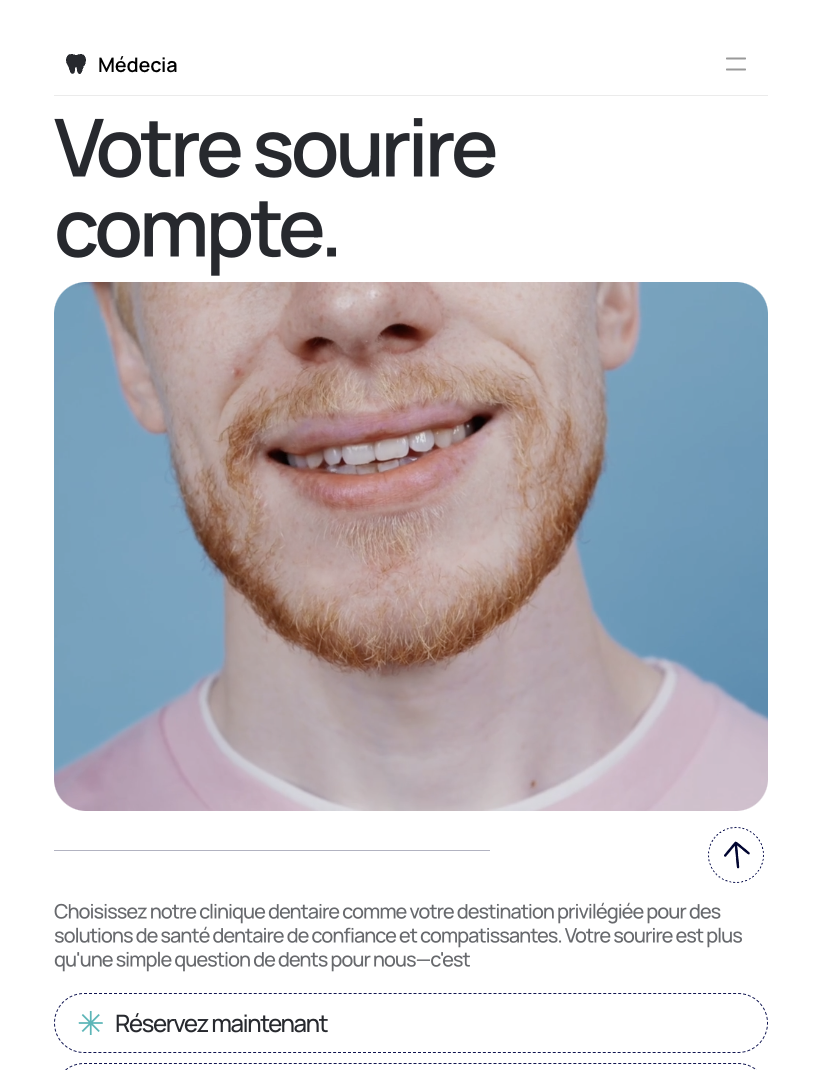 Médecia
Votre sourire
compte.
Choisissez notre clinique dentaire comme votre destination privilégiée pour des
solutions de santé dentaire de confiance et compatissantes. Votre sourire est plus
qu'une simple question de dents pour nous—c'est
Réservez maintenant